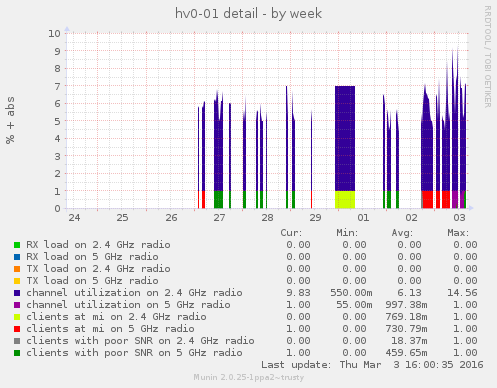 hv0-01 detail - by week
RRDTOOL / TOBI OETIKER
% + abs
10
9
8
7
6
5
4
3
2
1
0
24 25 26 27 28 29 01 02 03
Cur: Min: Avg: Max:
RX load on 2.4 GHz radio 0.00 0.00 0.00 0.00
RX load on 5 GHz radio 0.00 0.00 0.00 0.00
TX load on 2.4 GHz radio 0.00 0.00 0.00 0.00
TX load on 5 GHz radio 0.00 0.00 0.00 0.00
channel utilization on 2.4 GHz radio 9.83 550.00m 6.13 14.56
channel utilization on 5 GHz radio 1.00 55.00m 997.38m 1.00
clients at mi on 2.4 GHz radio 0.00 0.00 769.18m 1.00
clients at mi on 5 GHz radio 1.00 0.00 730.79m 1.00
clients with poor SNR on 2.4 GHz radio 0.00 0.00 18.37m 1.00
clients with poor SNR on 5 GHz radio 1.00 0.00 459.65m 1.00
Last update: Thu Mar 3 16:00:35 2016
Munin 2.0.25-1ppa2~trusty